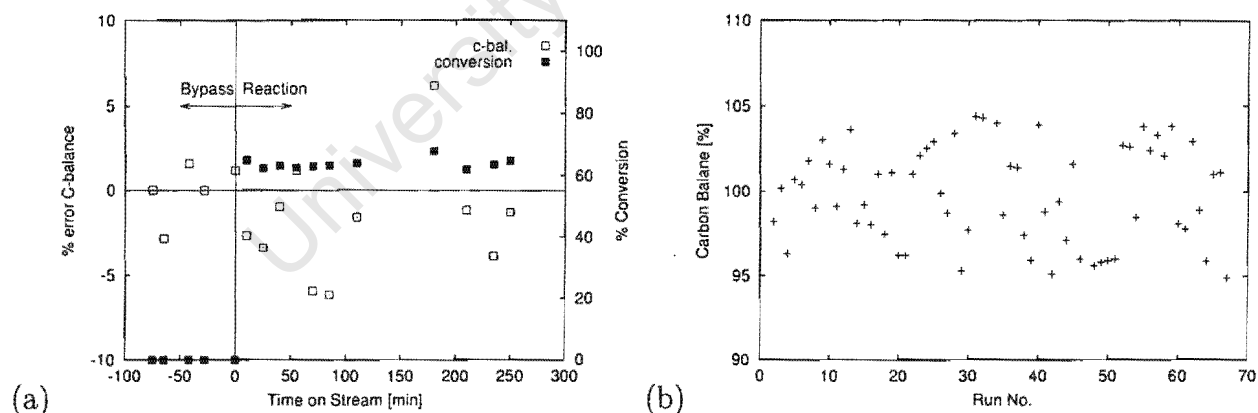 10
5
0
-5
-10
% error C-balance
-100 -50 0 50 100 150 200 250 300
Time on Stream [min]
100
80
60
40
20
0
% Conversion
c-bal.
conversion
Bypass Reaction
University
(a)
110
105
100
95
90
Carbon Balane [%]
0 10 20 30 40 50 60 70
Run No.
(b)